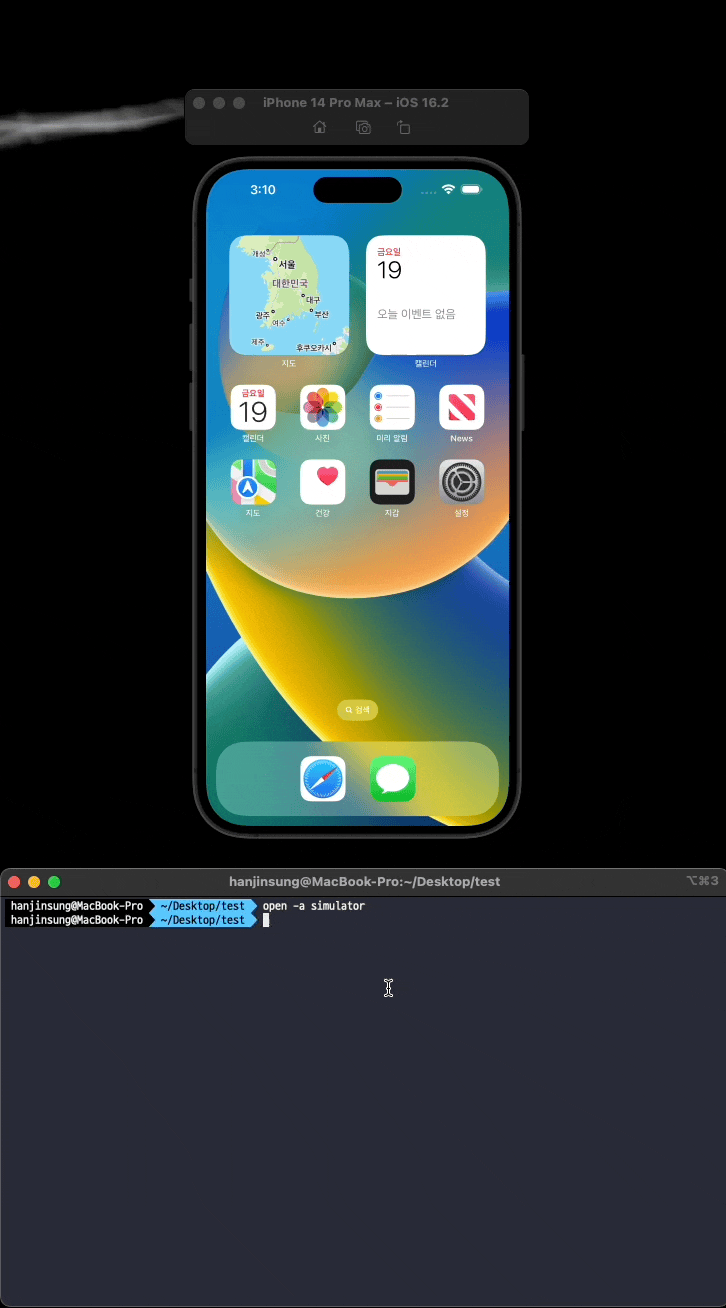 iPhone 14 Pro Max – iOS 16.2
3:10
개성
서울
대한민국
대구
광주
부산
여수
제주
후쿠오카시
금요일
19
오늘 이벤트 없음
지도
캘린더
금요일
19
캘린더
사진
미리 알림
News
지도
건강
지갑
설정
검색
hanjinsung@MacBook-Pro:~/Desktop/test
⌥⌘3
hanjinsung@MacBook-Pro ~/Desktop/test open -a simulator
hanjinsung@MacBook-Pro ~/Desktop/test